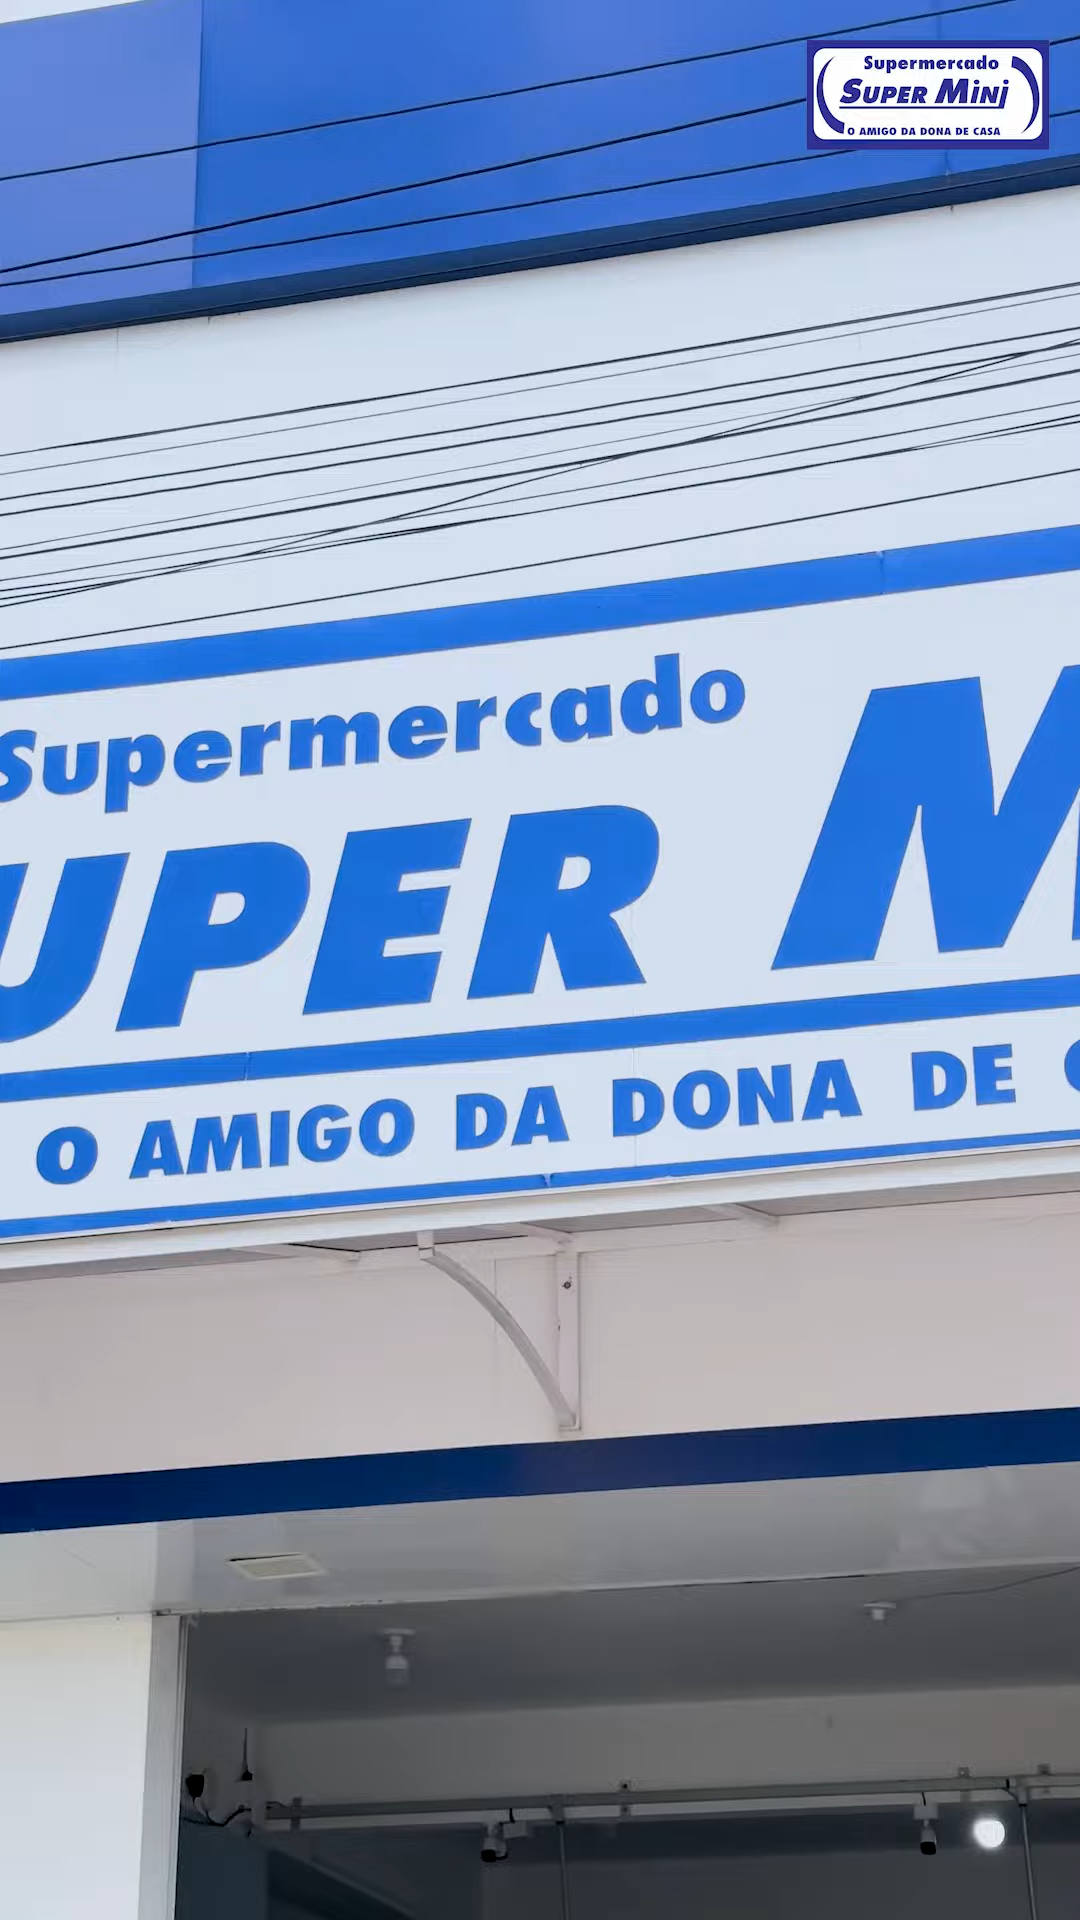 Supermercado
SUPER Mini
O AMIGO DA DONA DE CASA
Supermercado
UPER M
O AMIGO DA DONA DE C